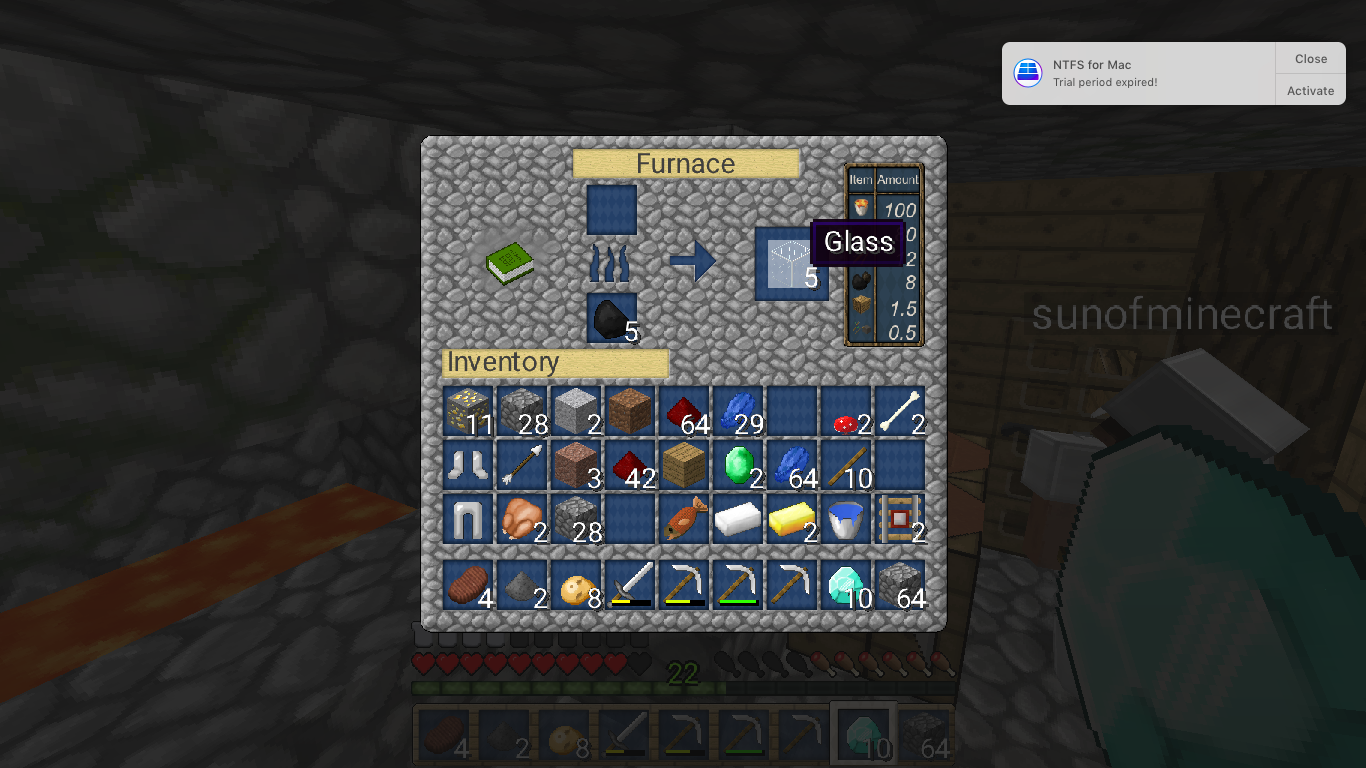 NTFS for Mac
Trial period expired!
Close
Activate
Furnace
Item Amount
100
0
2
8
1.5
0.5
Glass
5
5
sunofminecraft
Inventory
11 28 2 64 29 2 2
3 42 2 64 10
2 28 2 2
4 2 8 10 64
22
4 2 8 10 64